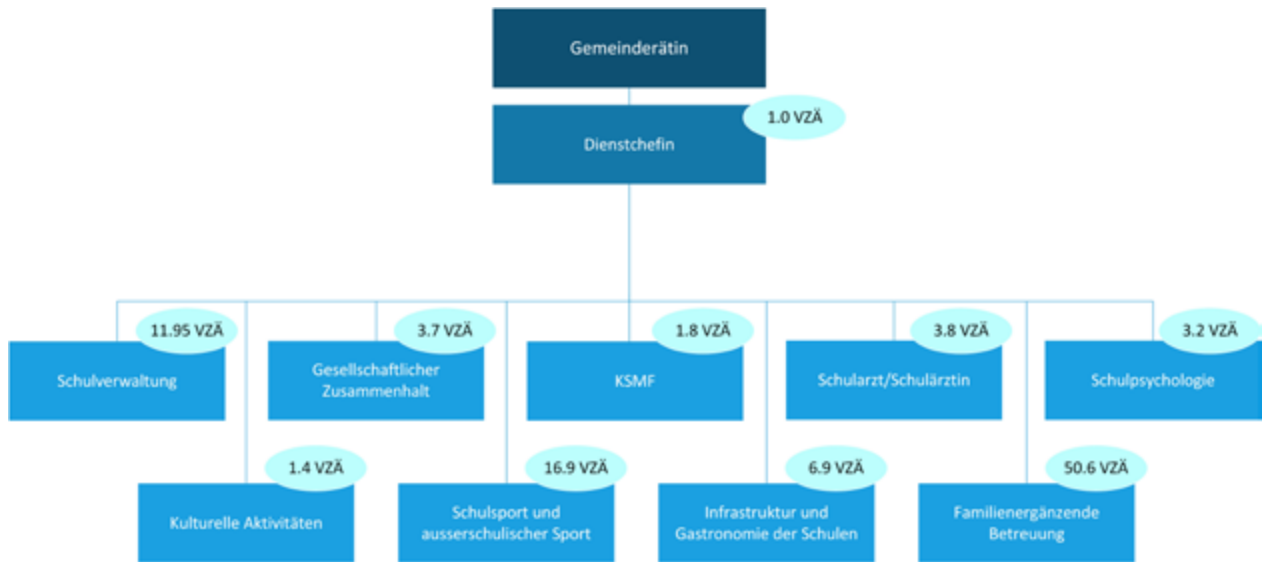 Gemeinderätin
1.0 VZÄ
Dienstchefin
11.95 VZÄ
Schulverwaltung
3.7 VZÄ
Gesellschaftlicher
Zusammenhalt
1.8 VZÄ
KSMF
3.8 VZÄ
Schularzt/Schulärztin
3.2 VZÄ
Schulpsychologie
1.4 VZÄ
Kulturelle Aktivitäten
16.9 VZÄ
Schulsport und
ausserschulischer Sport
6.9 VZÄ
Infrastruktur und
Gastronomie der Schulen
50.6 VZÄ
Familienergänzende
Betreuung